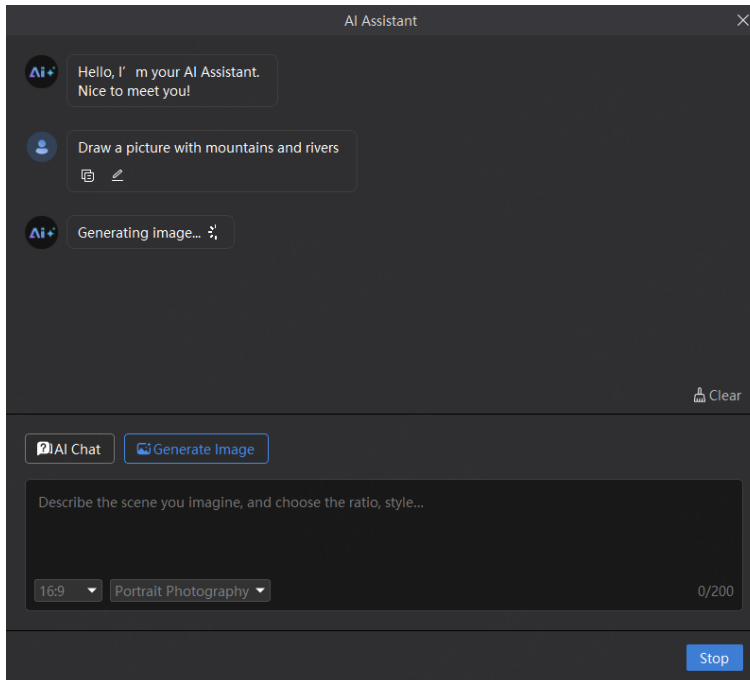 AI Assistant
Ai+
Hello, I’ m your AI Assistant.
Nice to meet you!
Draw a picture with mountains and rivers
Ai+
Generating image...
Clear
AI Chat
Generate Image
Describe the scene you imagine, and choose the ratio, style...
16:9 Portrait Photography 0/200
Stop